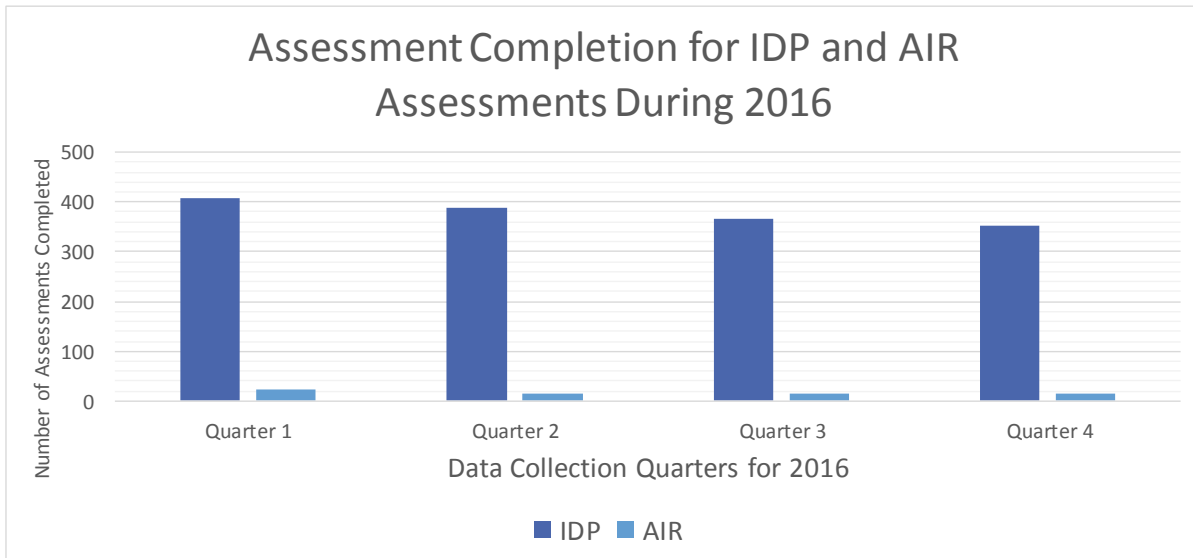 Assessment Completion for IDP and AIR
Assessments During 2016
Number of Assessments Completed
500
400
300
200
100
0
Quarter 1
Quarter 2
Quarter 3
Quarter 4
Data Collection Quarters for 2016
IDP
AIR